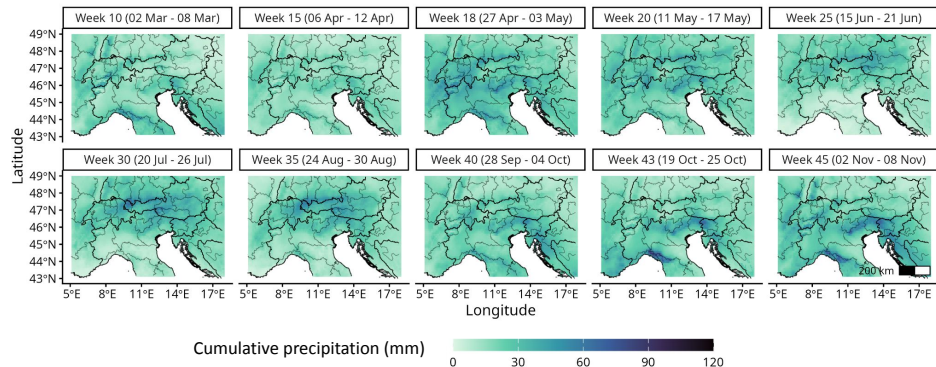 Week 10 (02 Mar - 08 Mar)
Week 15 (06 Apr - 12 Apr)
Week 18 (27 Apr - 03 May)
Week 20 (11 May - 17 May)
Week 25 (15 Jun - 21 Jun)
49°N
48°N
47°N
46°N
45°N
44°N
43°N
Latitude
Week 30 (20 Jul - 26 Jul)
Week 35 (24 Aug - 30 Aug)
Week 40 (28 Sep - 04 Oct)
Week 43 (19 Oct - 25 Oct)
Week 45 (02 Nov - 08 Nov)
49°N
48°N
47°N
46°N
45°N
44°N
43°N
200 km
5°E 8°E 11°E 14°E 17°E 5°E 8°E 11°E 14°E 17°E 5°E 8°E 11°E 14°E 17°E 5°E 8°E 11°E 14°E 17°E 5°E 8°E 11°E 14°E 17°E
Longitude
Cumulative precipitation (mm)
0 30 60 90 120